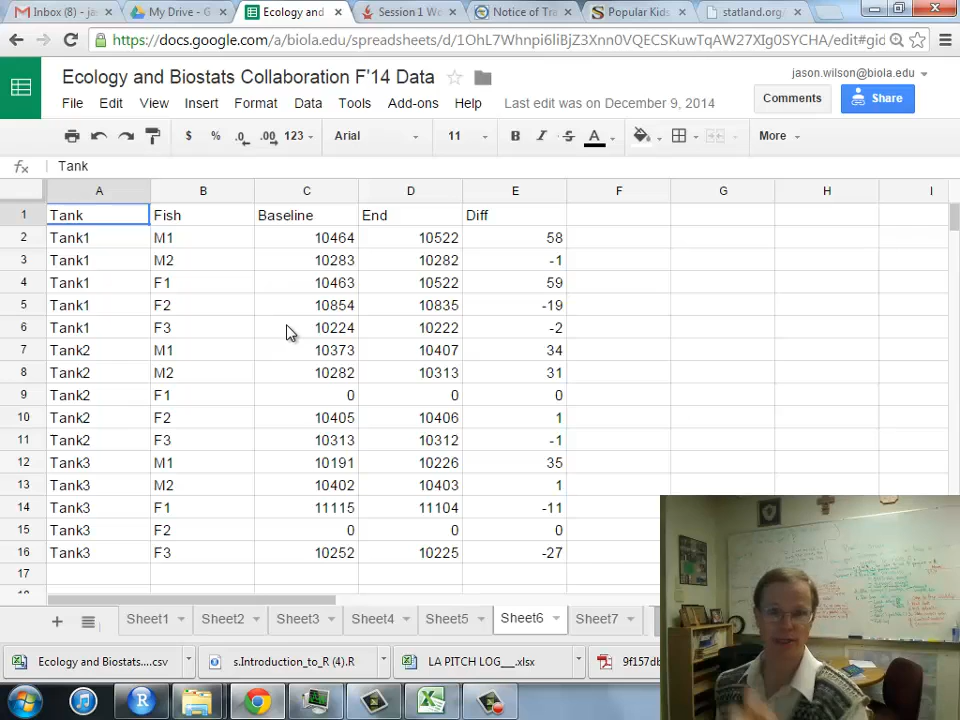 Inbox (8) - jas
My Drive - G
Ecology and
Session 1 Wo
Notice of Tra
Popular Kids
statland.org/
https://docs.google.com/a/biola.edu/spreadsheets/d/1OhL7Whnpi6liBjZ3Xnn0VQECSKuwTqAW27XIg0SYCHA/edit#gid
Ecology and Biostats Collaboration F'14 Data
jason.wilson@biola.edu
File Edit View Insert Format Data Tools Add-ons Help Last edit was on December 9, 2014
Comments
Share
$ % .0 .00 123 Arial 11 B I S A More
fx Tank
A B C D E F G H I
1 Tank Fish Baseline End Diff
2 Tank1 M1 10464 10522 58
3 Tank1 M2 10283 10282 -1
4 Tank1 F1 10463 10522 59
5 Tank1 F2 10854 10835 -19
6 Tank1 F3 10224 10222 -2
7 Tank2 M1 10373 10407 34
8 Tank2 M2 10282 10313 31
9 Tank2 F1 0 0 0
10 Tank2 F2 10405 10406 1
11 Tank2 F3 10313 10312 -1
12 Tank3 M1 10191 10226 35
13 Tank3 M2 10402 10403 1
14 Tank3 F1 11115 11104 -11
15 Tank3 F2 0 0 0
16 Tank3 F3 10252 10225 -27
17
Sheet1 Sheet2 Sheet3 Sheet4 Sheet5 Sheet6 Sheet7
Ecology and Biostats....csv
s.Introduction_to_R (4).R
LA PITCH LOG__.xlsx
9f157db